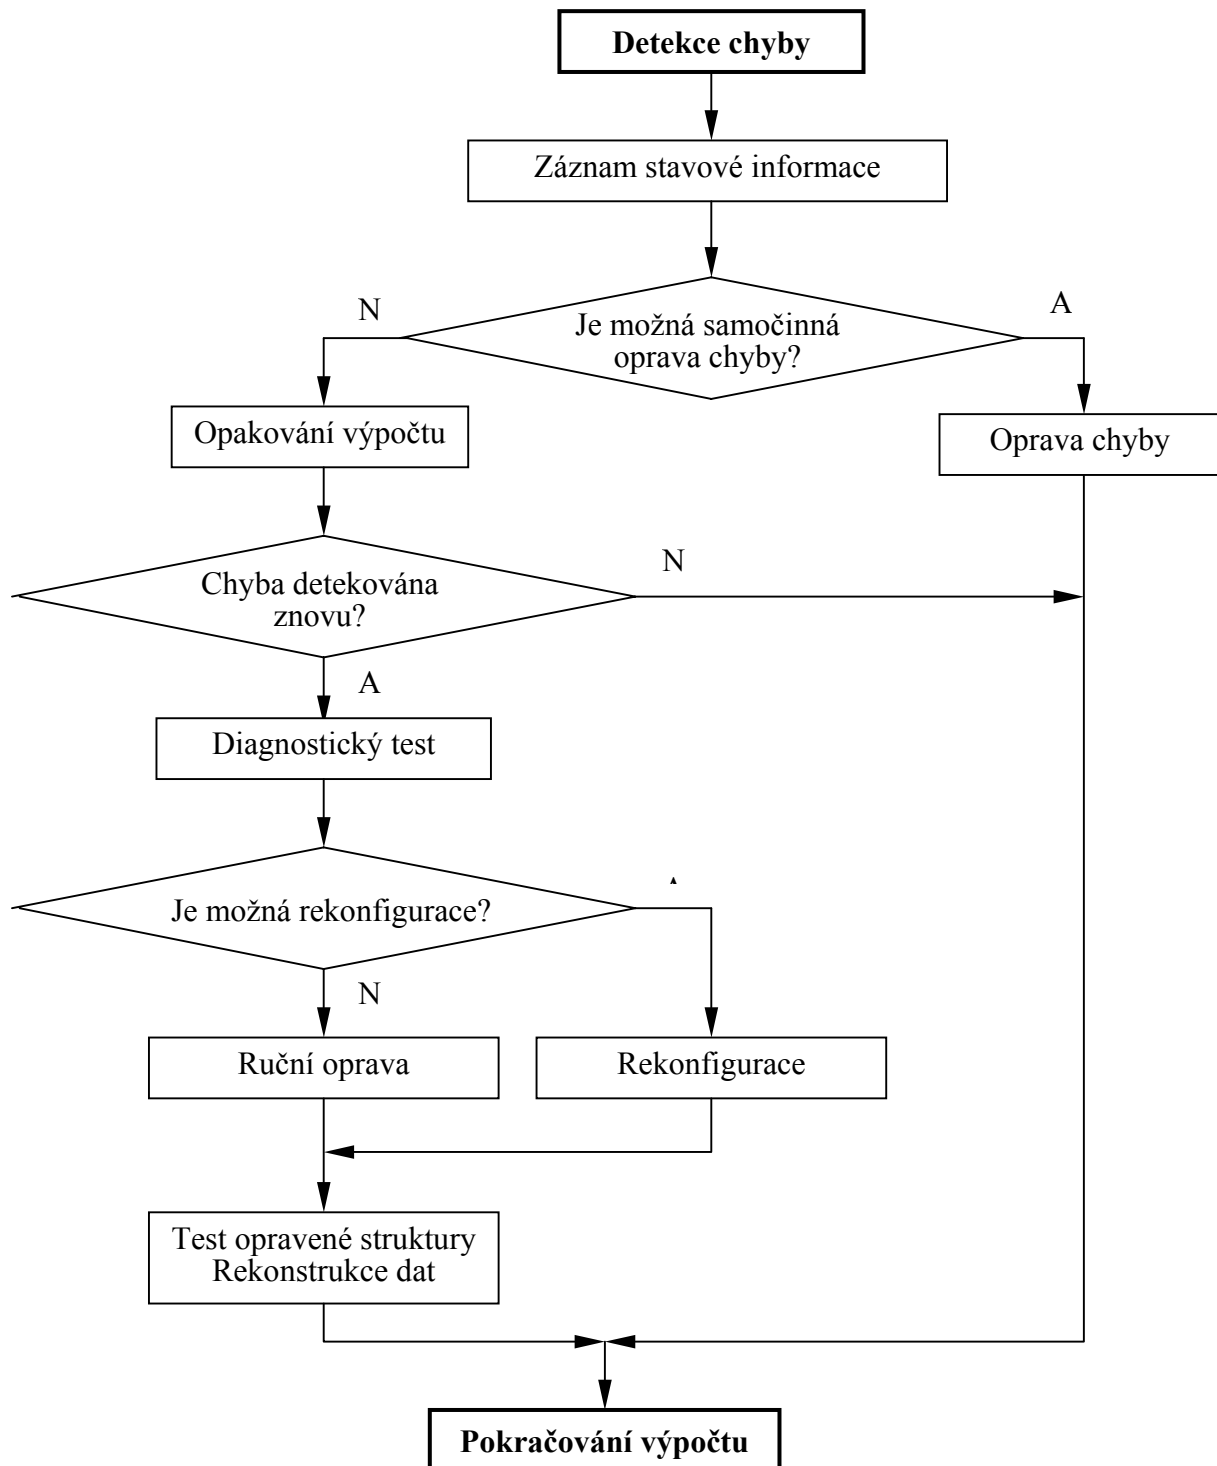 Detekce chyby
Záznam stavové informace
N
A
Je možná samočinná
oprava chyby?
Opakování výpočtu
Oprava chyby
N
Chyba detekována
znovu?
A
Diagnostický test
Je možná rekonfigurace?
N
Ruční oprava
Rekonfigurace
Test opravené struktury
Rekonstrukce dat
Pokračování výpočtu